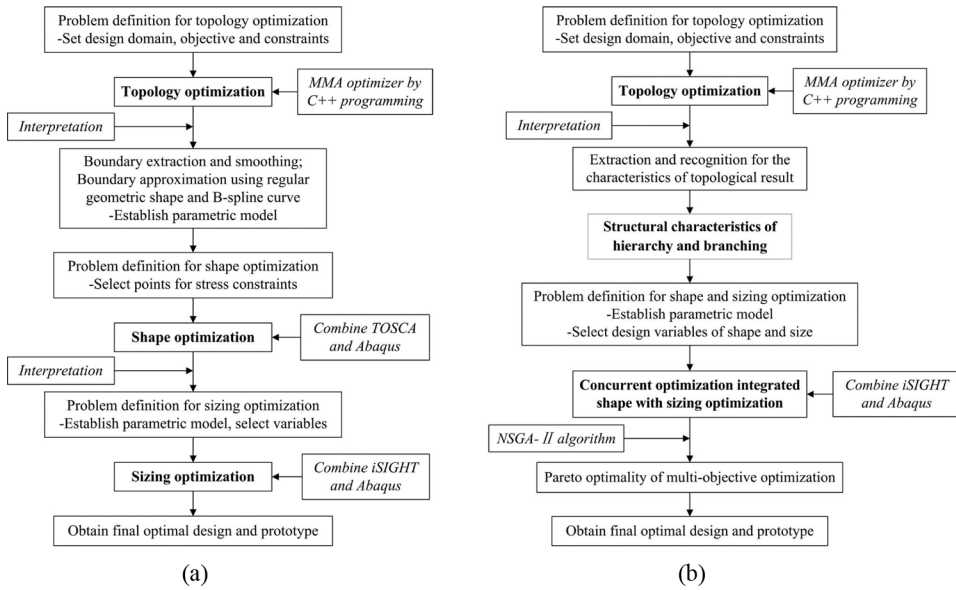 Problem definition for topology optimization
-Set design domain, objective and constraints
Topology optimization
MMA optimizer by
C++ programming
Interpretation
Boundary extraction and smoothing;
Boundary approximation using regular
geometric shape and B-spline curve
-Establish parametric model
Problem definition for shape optimization
-Select points for stress constraints
Shape optimization
Combine TOSCA
and Abaqus
Interpretation
Problem definition for sizing optimization
-Establish parametric model, select variables
Sizing optimization
Combine iSIGHT
and Abaqus
Obtain final optimal design and prototype
(a)
Problem definition for topology optimization
-Set design domain, objective and constraints
Topology optimization
MMA optimizer by
C++ programming
Interpretation
Extraction and recognition for the
characteristics of topological result
Structural characteristics of
hierarchy and branching
Problem definition for shape and sizing optimization
-Establish parametric model
-Select design variables of shape and size
Concurrent optimization integrated
shape with sizing optimization
Combine iSIGHT
and Abaqus
NSGA-Ⅱ algorithm
Pareto optimality of multi-objective optimization
Obtain final optimal design and prototype
(b)